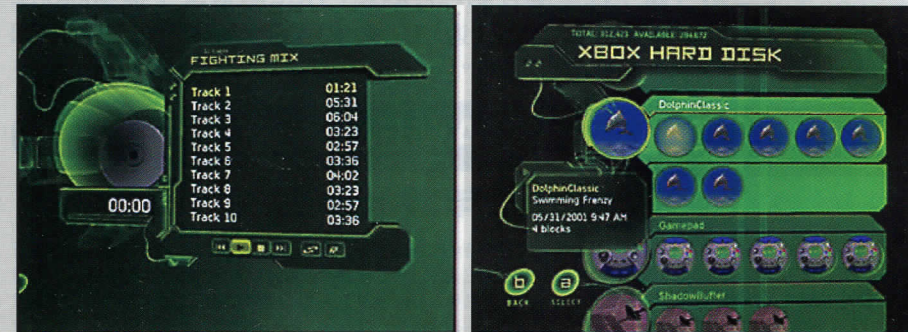 FIGHTING MIX
Track 1 01:21
Track 2 05:31
Track 3 06:04
Track 4 03:23
Track 5 02:57
Track 6 03:36
Track 7 04:02
Track 8 03:23
Track 9 02:57
Track 10 03:36
00:00
XBOX HARD DISK
DolphinClassic
DolphinClassic
Swimming Frenzy
05/31/2001 9:47 AM
4 blocks
Gamepad
b
BACK
a
SELECT
ShadowBuffer